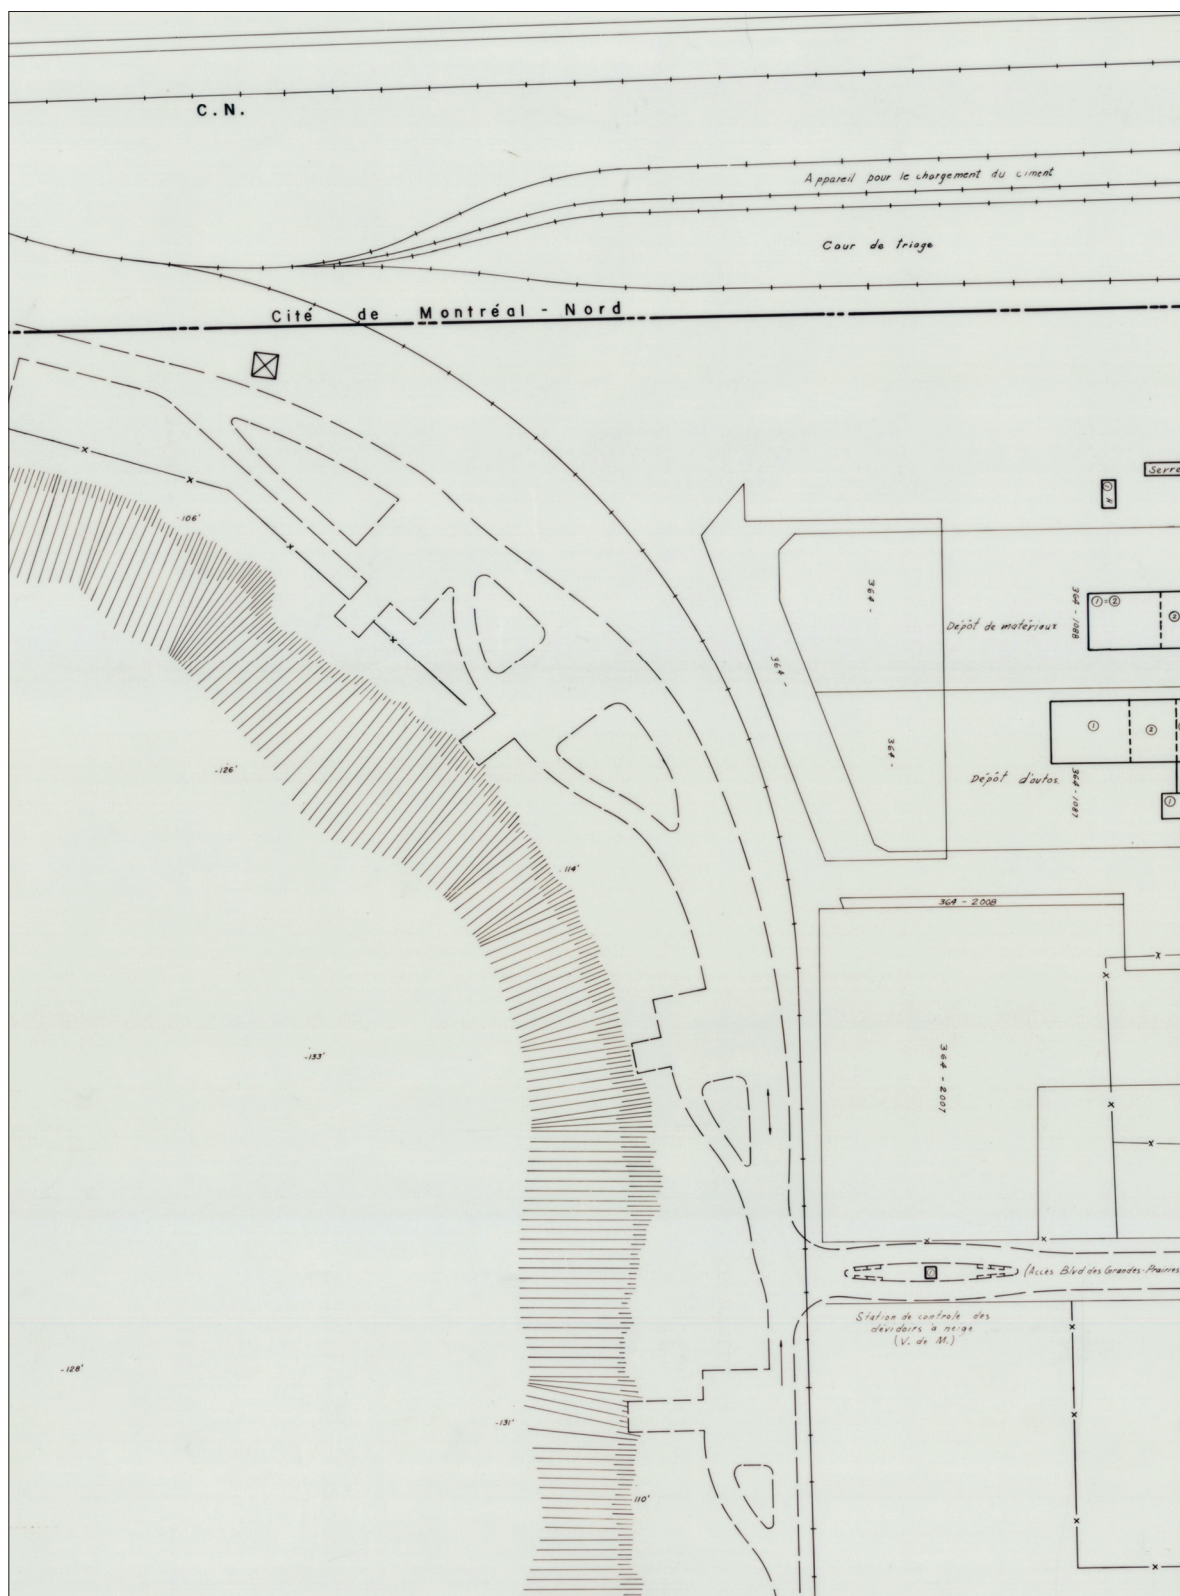 C.N.
Appareil pour le chargement du ciment
Cour de triage
Cité de Montréal - Nord
Serre
-106'
364 -
364 - 1088
1 = 2
2
Dépôt de matériaux
364 -
364 -
1
2
-126'
Dépôt d'autos
364 - 1087
1
-114'
364 - 2008
-133'
364 - 2007
(Accès Blvd des Grandes-Prairies
Station de contrôle des
dévidoirs à neige
(V. de M.)
-128'
-131'
110'